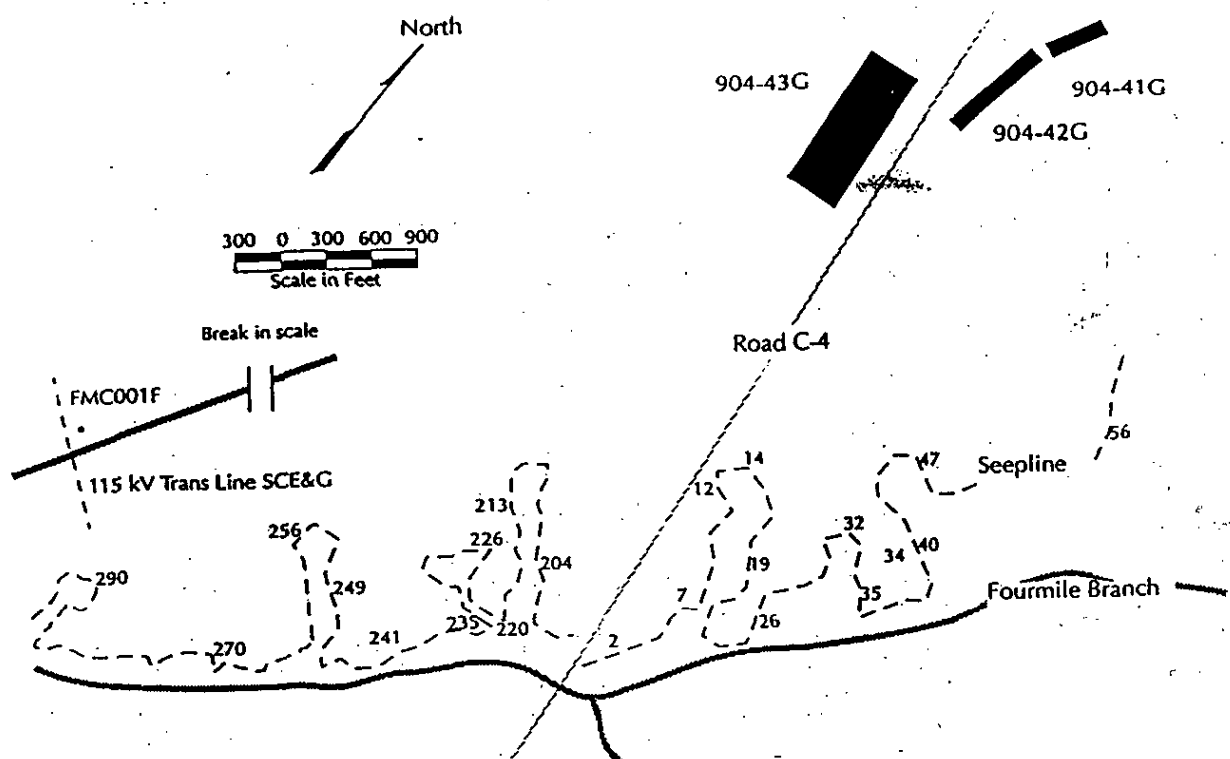 North
904-43G
904-41G
904-42G
300 0 300 600 900
Scale in Feet
Break in scale
Road C-4
FMC001F
115 kV Trans Line SCE&G
56
14
47
Seepline
12
213
32
256
226
34
40
290
249
204
19
Fourmile Branch
7
35
235
220
26
241
2
270